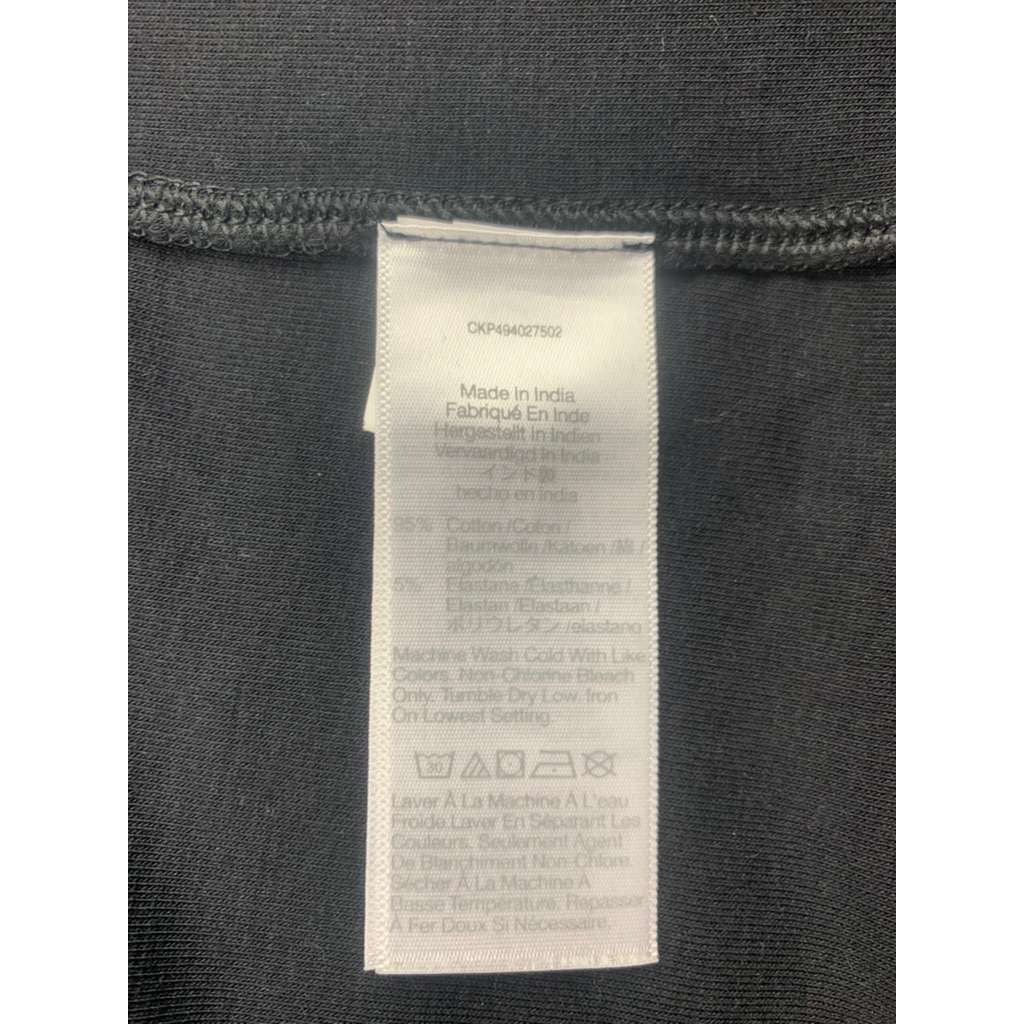 CKP494027502
Made In India
Fabriqué En Inde
Hergestellt In Indien
Vervaardigd In India
インド製
hecho en india
95% Cotton /Coton /
Baumwolle /Katoen /綿 /
algodón
5% Elastane /Élasthanne /
Elastan /Elastaan /
ポリウレタン /elastano
Machine Wash Cold With Like
Colors. Non-Chlorine Bleach
Only. Tumble Dry Low. Iron
On Lowest Setting.
30
Laver À La Machine À L'eau
Froide Laver En Séparant Les
Couleurs. Seulement Agent
De Blanchiment Non-Chlore.
Sécher À La Machine À
Basse Température. Repasser
À Fer Doux Si Nécessaire.